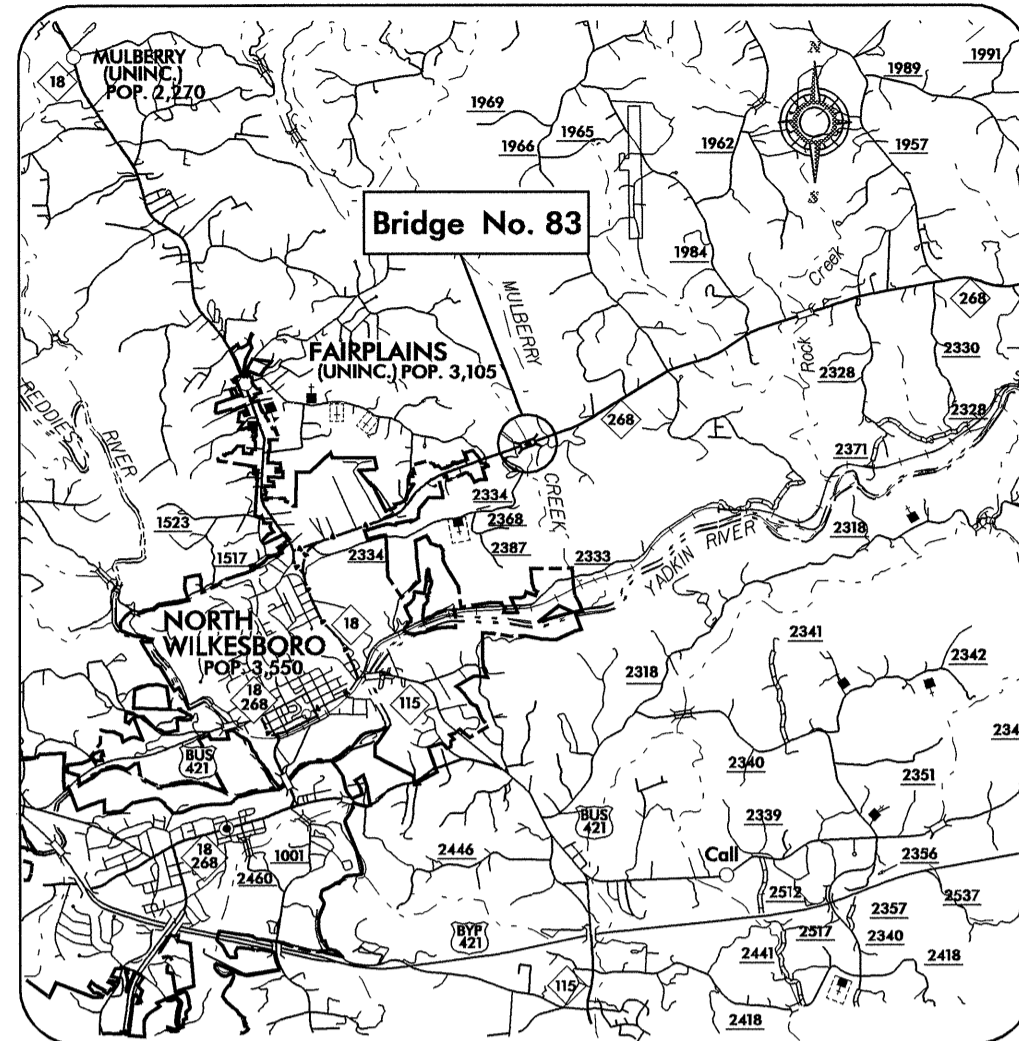 MULBERRY
(UNINC.)
POP. 2,270
18
1969
1965
1966
1962
1989
1991
1957
N
S
Bridge No. 83
1984
MULBERRY
CREEK
Rock Creek
268
2330
2328
2328
FAIRPLAINS
(UNINC.) POP. 3,105
268
REDDIES
RIVER
2371
2334
2368
2387
2334
2333
YADKIN RIVER
2318
1523
1517
NORTH
WILKESBORO
POP. 3,550
18
18
268
115
BUS
421
2341
2342
2318
234
2340
2351
BUS
421
2339
Call
2356
18
268
1001
2460
2446
2512
2537
2357
2517
2340
BYP
421
2441
2418
115
2418